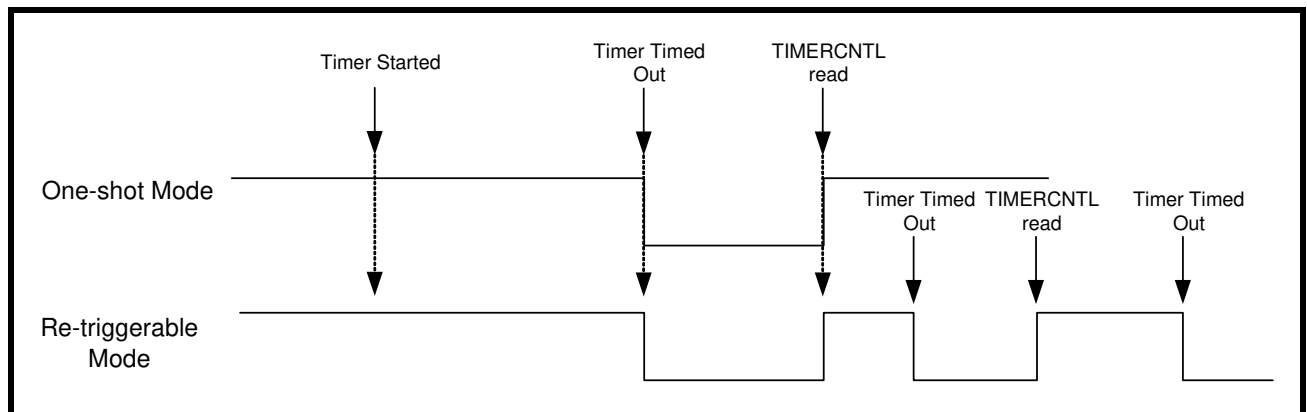 Timer Started
Timer Timed
Out
TIMERCNTL
read
One-shot Mode
Timer Timed
Out
TIMERCNTL
read
Timer Timed
Out
Re-triggerable
Mode